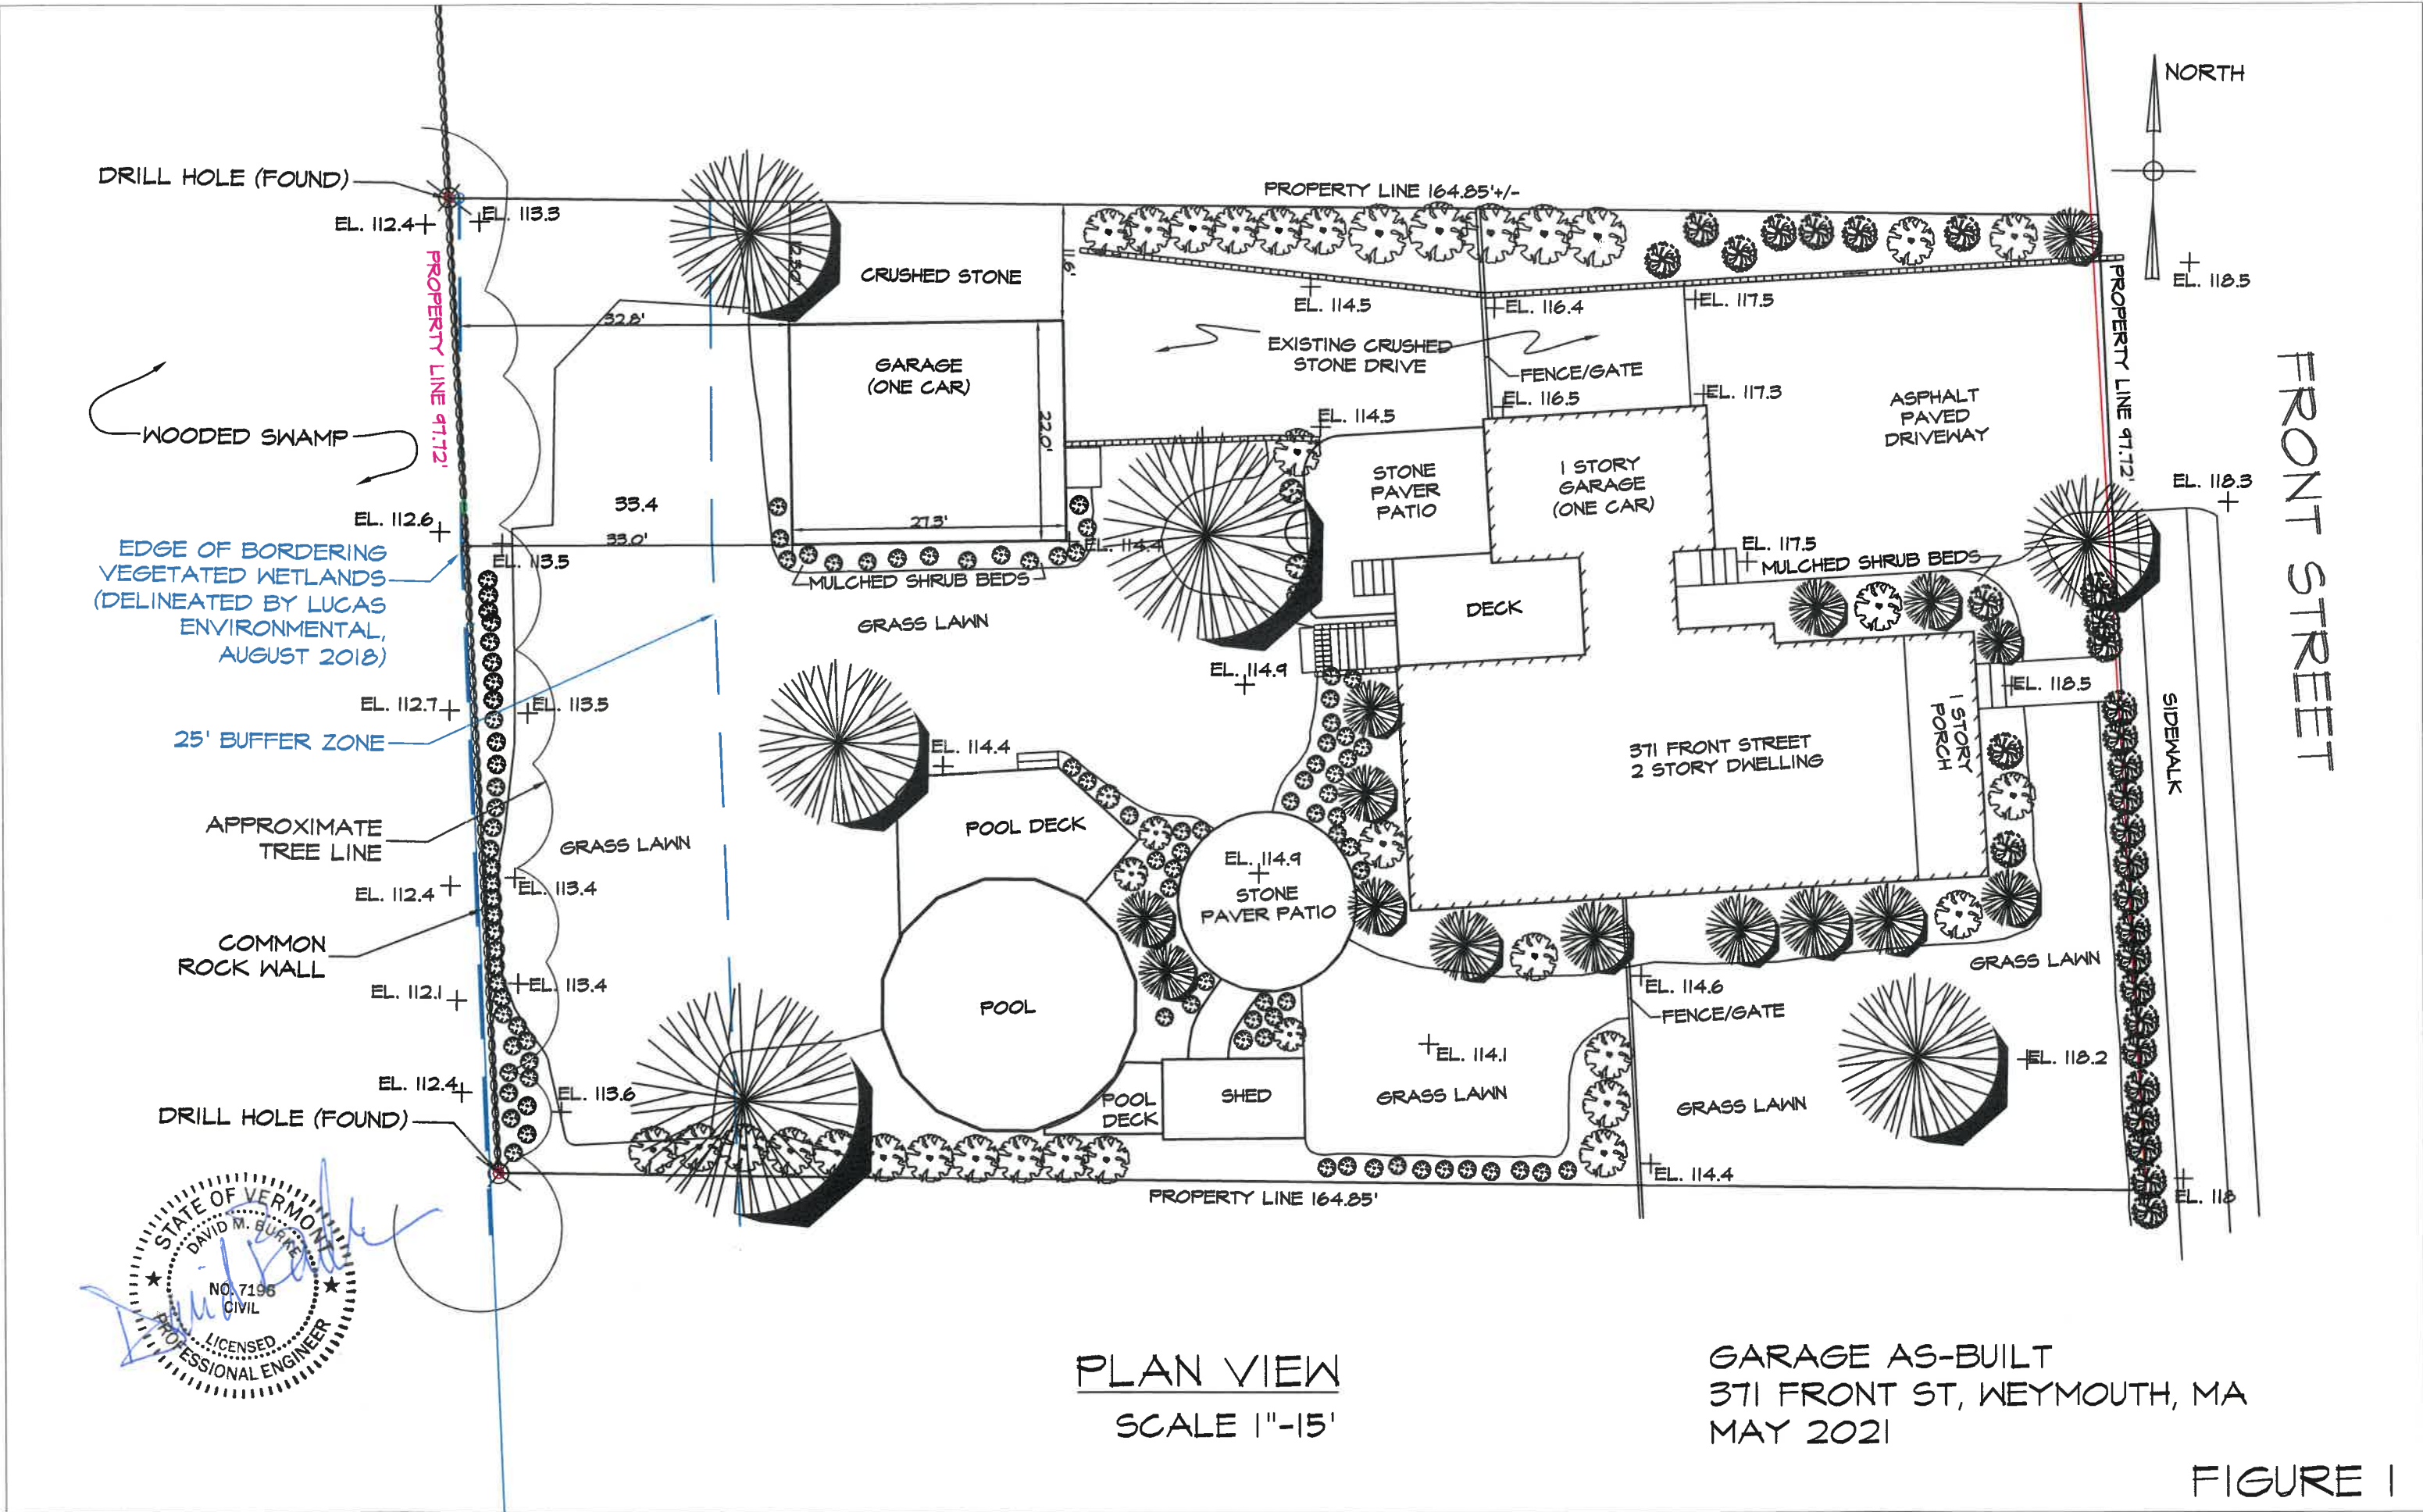 NORTH
DRILL HOLE (FOUND)
PROPERTY LINE 164.85'+/-
EL. 112.4
EL. 113.3
12.50'
11.6'
CRUSHED STONE
EL. 118.5
PROPERTY LINE 97.72'
32.8'
EL. 114.5
EL. 116.4
EL. 117.5
EXISTING CRUSHED
STONE DRIVE
FENCE/GATE
PROPERTY LINE 97.72'
FRONT STREET
GARAGE
(ONE CAR)
22.0'
EL. 116.5
EL. 117.3
ASPHALT
PAVED
DRIVEWAY
EL. 114.5
WOODED SWAMP
STONE
PAVER
PATIO
1 STORY
GARAGE
(ONE CAR)
EL. 118.3
33.4
EL. 112.6
27.3'
33.0'
EL. 114.4
EL. 113.5
EDGE OF BORDERING
VEGETATED WETLANDS
(DELINEATED BY LUCAS
ENVIRONMENTAL,
AUGUST 2018)
MULCHED SHRUB BEDS
GRASS LAWN
EL. 117.5
MULCHED SHRUB BEDS
DECK
EL. 114.9
EL. 118.5
EL. 112.7
EL. 113.5
25' BUFFER ZONE
EL. 114.4
371 FRONT STREET
2 STORY DWELLING
1 STORY
PORCH
SIDEWALK
APPROXIMATE
TREE LINE
GRASS LAWN
POOL DECK
EL. 114.9
STONE
PAVER PATIO
EL. 112.4
EL. 113.4
COMMON
ROCK WALL
EL. 112.1
EL. 113.4
POOL
GRASS LAWN
EL. 114.6
FENCE/GATE
EL. 114.1
EL. 118.2
EL. 112.4
EL. 113.6
POOL
DECK
SHED
GRASS LAWN
GRASS LAWN
DRILL HOLE (FOUND)
EL. 114.4
EL. 118
PROPERTY LINE 164.85'
STATE OF VERMONT
DAVID M. BURKE
NO. 7196
CIVIL
LICENSED
PROFESSIONAL ENGINEER
PLAN VIEW
SCALE 1"-15'
GARAGE AS-BUILT
371 FRONT ST, WEYMOUTH, MA
MAY 2021
FIGURE 1